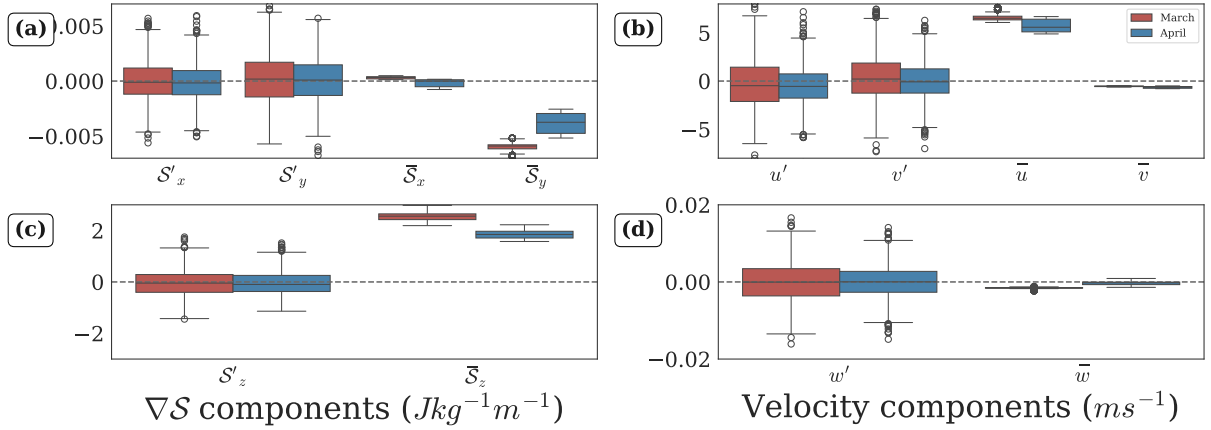 (a)
0.005
0.000
−0.005
S′x S′y S̅x S̅y
(b)
5
0
−5
March
April
u′ v′ u̅ v̅
(c)
2
0
−2
S′z S̅z
∇S components (Jkg⁻¹m⁻¹)
(d)
0.02
0.00
−0.02
w′ w̅
Velocity components (ms⁻¹)